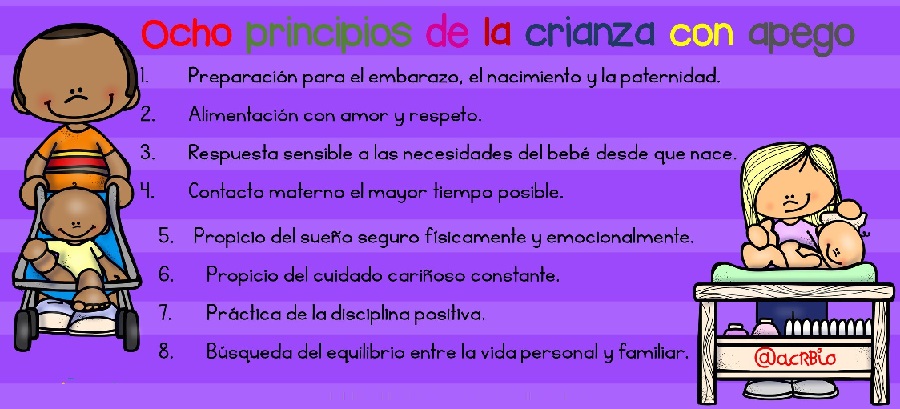 Ocho principios de la crianza con apego
1. Preparación para el embarazo, el nacimiento y la paternidad.
2. Alimentación con amor y respeto.
3. Respuesta sensible a las necesidades del bebé desde que nace.
4. Contacto materno el mayor tiempo posible.
5. Propicio del sueño seguro físicamente y emocionalmente.
6. Propicio del cuidado cariñoso constante.
7. Práctica de la disciplina positiva.
8. Búsqueda del equilibrio entre la vida personal y familiar.
@acrbio